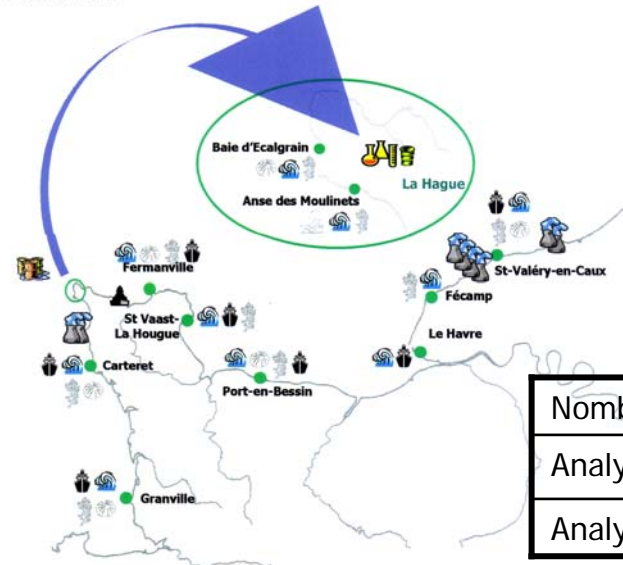 Baie d'Ecalgrain
Anse des Moulinets
La Hague
Fermanville
St Vaast-
La Hougue
Carteret
Port-en-Bessin
Granville
St-Valéry-en-Caux
Fécamp
Le Havre
Nomb
Analy
Analy